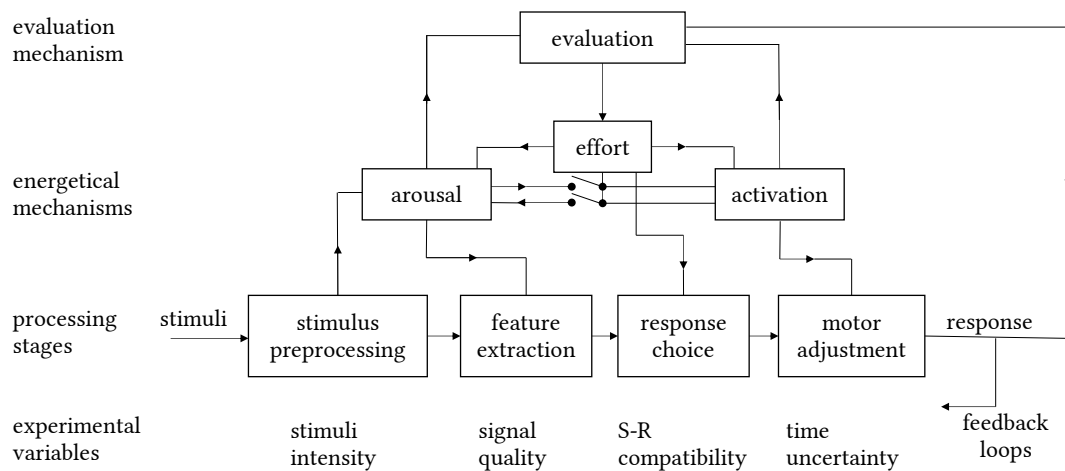 evaluation
mechanism
evaluation
effort
energetical
mechanisms
arousal
activation
processing
stages
stimuli
stimulus
preprocessing
feature
extraction
response
choice
motor
adjustment
response
experimental
variables
stimuli
intensity
signal
quality
S-R
compatibility
time
uncertainty
feedback
loops